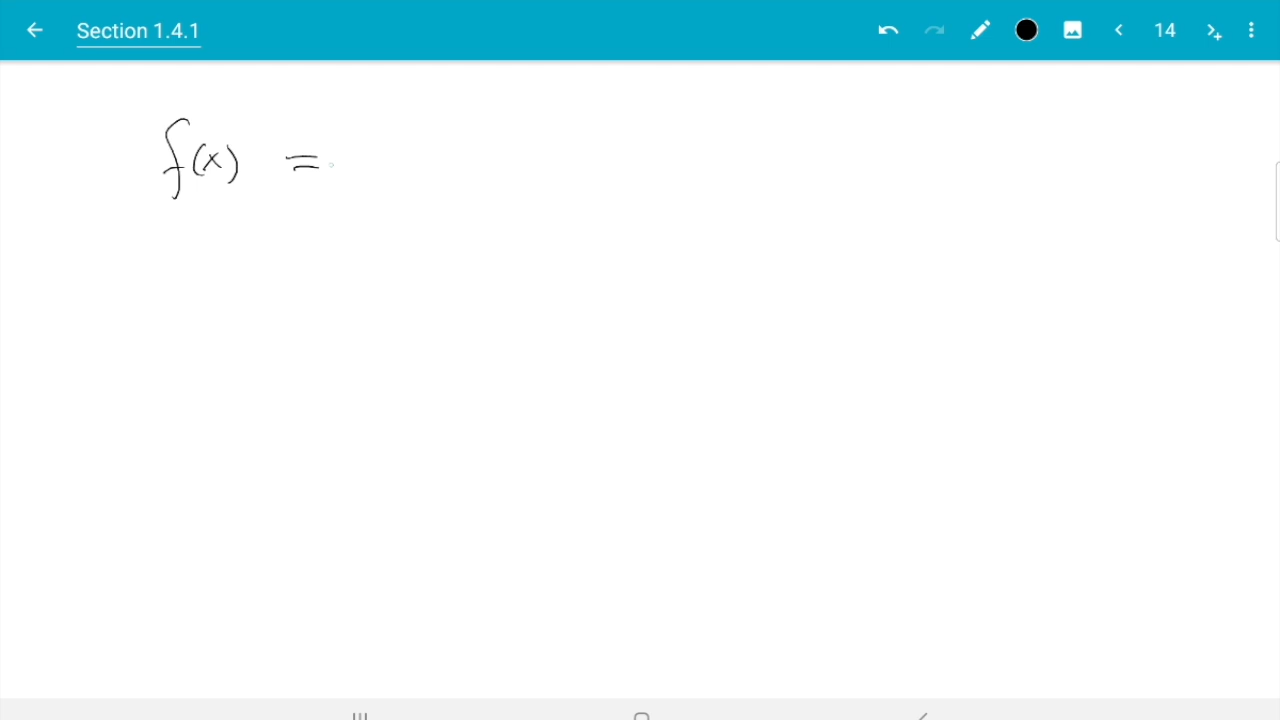 Section 1.4.1
14
f(x) =